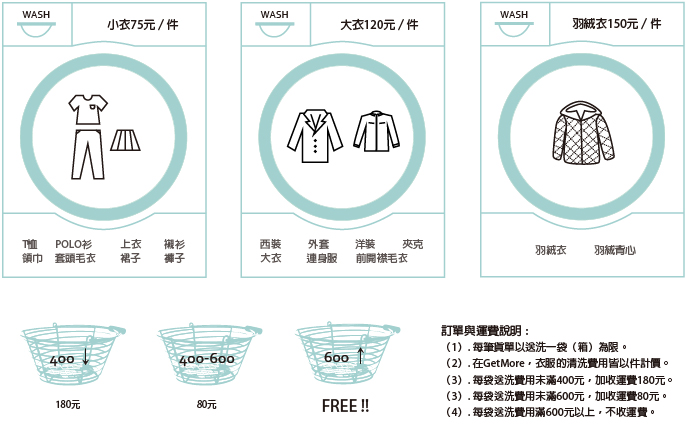 WASH
小衣75元 / 件
WASH
大衣120元 / 件
WASH
羽絨衣150元 / 件
T恤 POLO衫 上衣 襯衫
領巾 套頭毛衣 裙子 褲子
西裝 外套 洋裝 夾克
大衣 連身服 前開襟毛衣
羽絨衣 羽絨背心
400 ↓
180元
400-600
80元
600 ↑
FREE !!
訂單與運費說明：
（1）. 每筆貨單以送洗一袋（箱）為限。
（2）. 在GetMore，衣服的清洗費用皆以件計價。
（3）. 每袋送洗費用未滿400元，加收運費180元。
（3）. 每袋送洗費用未滿600元，加收運費80元。
（4）. 每袋送洗費用滿600元以上，不收運費。